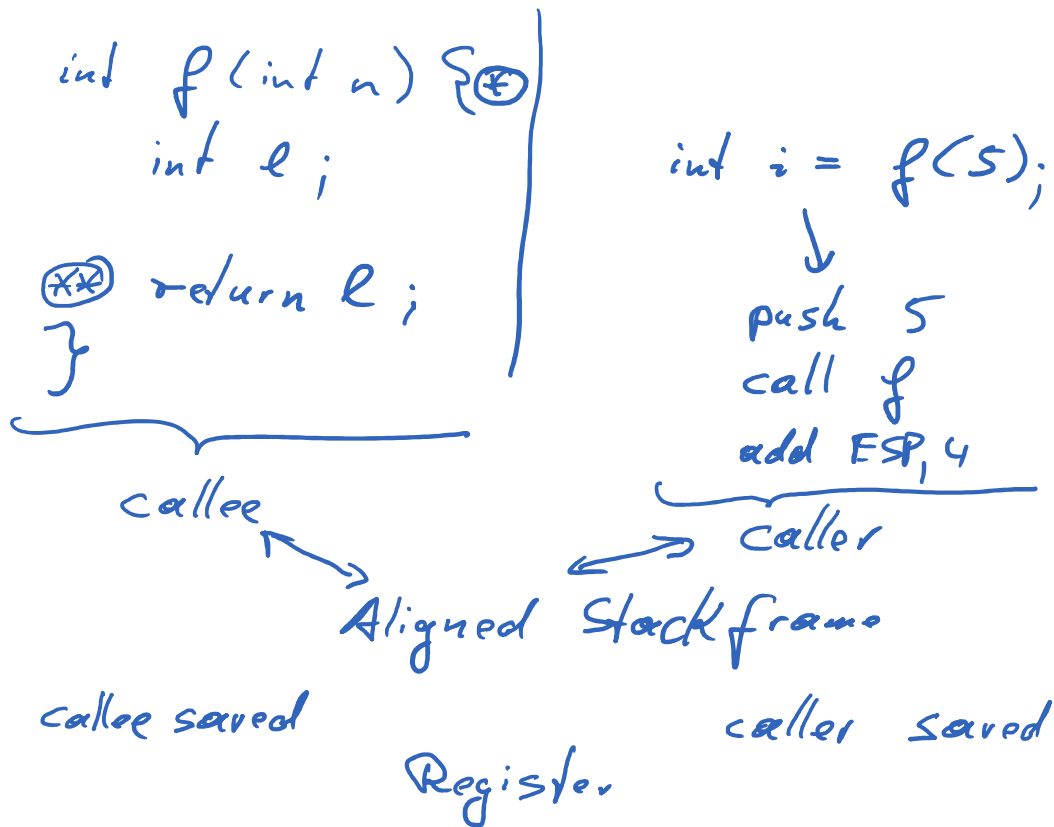 int f(int n) {*
int l;
** return l;
}
callee
int i = f(5);
push 5
call f
add ESP, 4
caller
Aligned Stackframe
callee saved
caller saved
Register